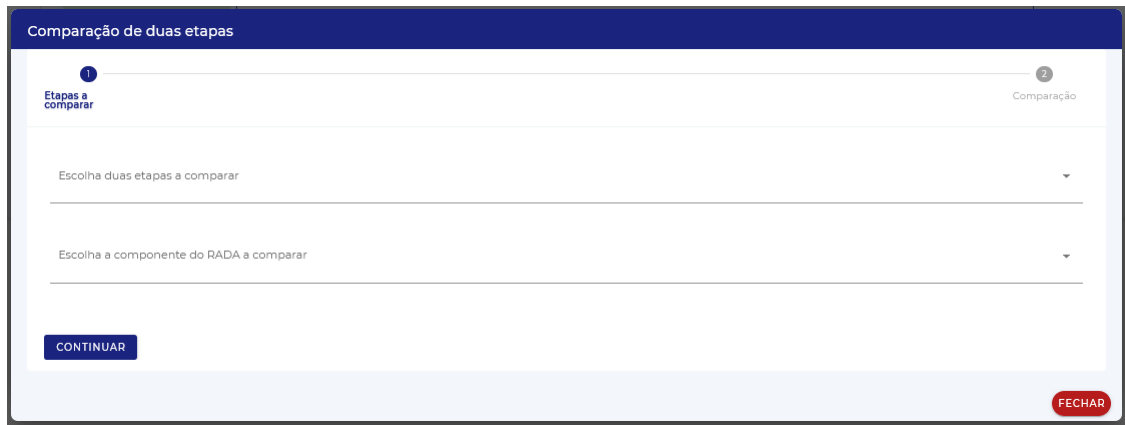 Comparação de duas etapas
1
2
Etapas a
comparar
Comparação
Escolha duas etapas a comparar
Escolha a componente do RADA a comparar
CONTINUAR
FECHAR